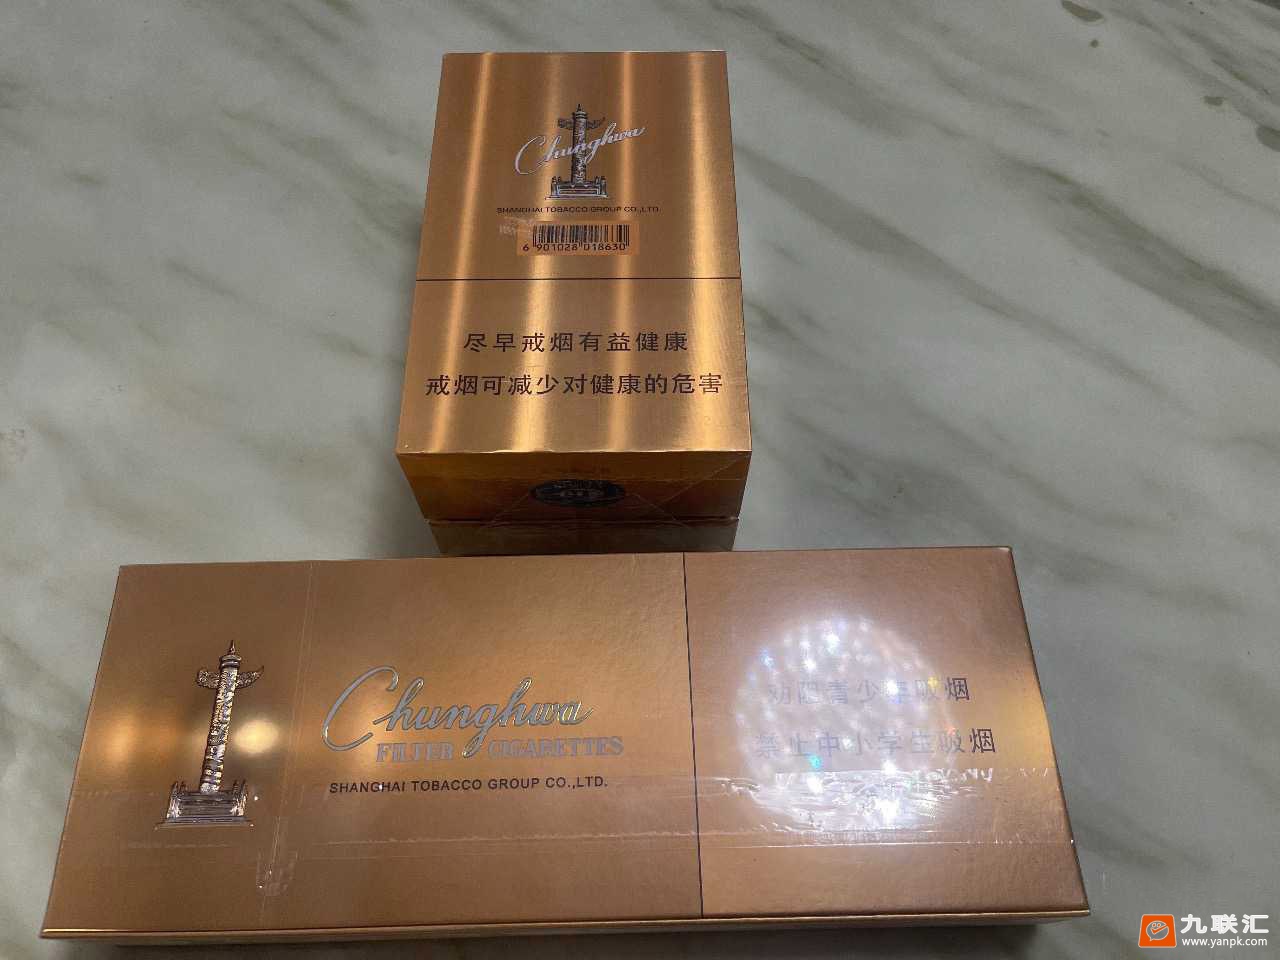 Chunghwa
SHANGHAI TOBACCO GROUP CO.,LTD.
6 901028 018630
尽早戒烟有益健康
戒烟可减少对健康的危害
Chunghwa
FILTER CIGARETTES
SHANGHAI TOBACCO GROUP CO.,LTD.
劝阻青少年吸烟
禁止中小学生吸烟
九联汇
www.yanpk.com